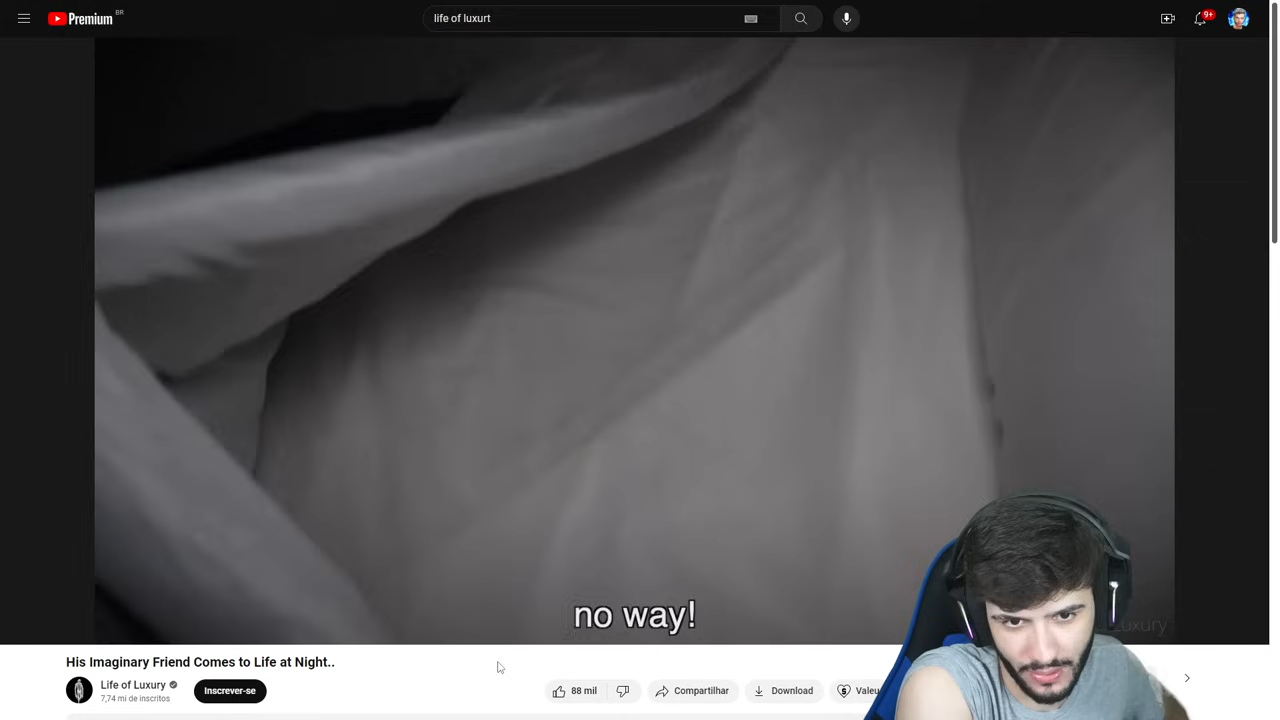 Premium BR
life of luxurt
9+
no way!
Luxury
His Imaginary Friend Comes to Life at Night..
Life of Luxury
7,74 mi de inscritos
Inscrever-se
88 mil
Compartilhar
Download
Valeu